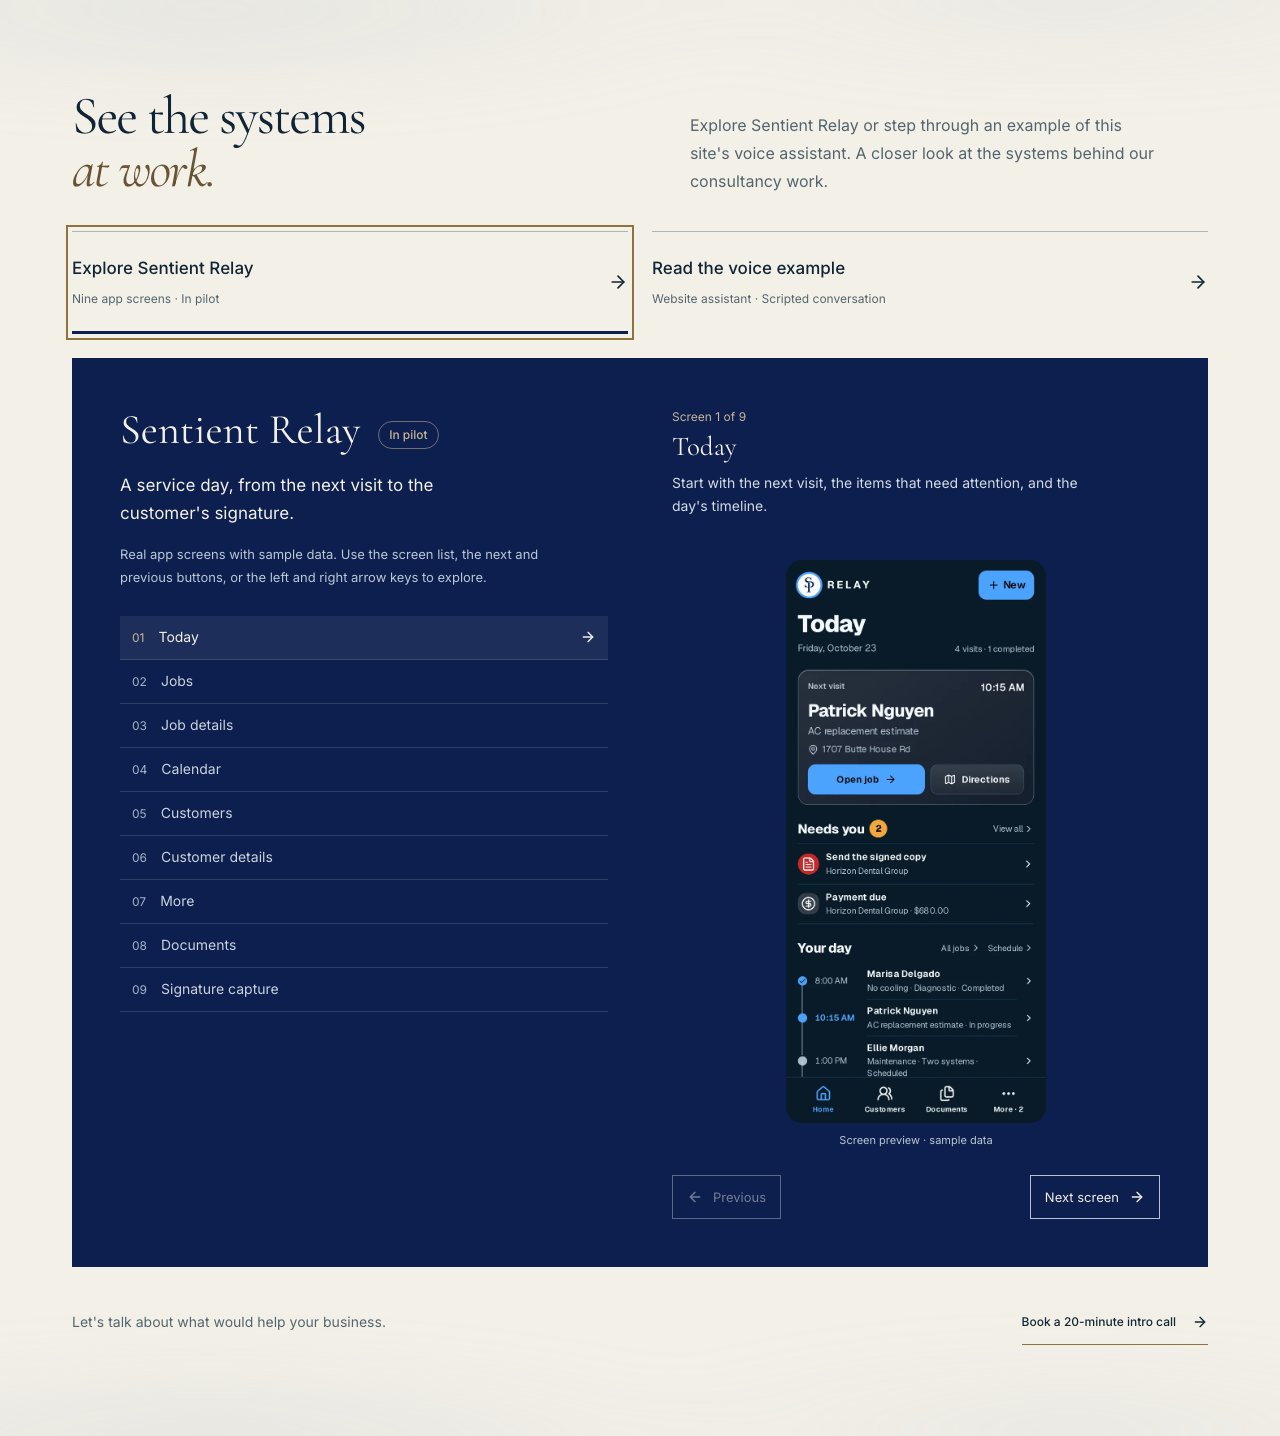 See the systems
at work.
Explore Sentient Relay or step through an example of this
site's voice assistant. A closer look at the systems behind our
consultancy work.
Explore Sentient Relay
Nine app screens · In pilot
Read the voice example
Website assistant · Scripted conversation
Sentient Relay
In pilot
A service day, from the next visit to the
customer's signature.
Real app screens with sample data. Use the screen list, the next and
previous buttons, or the left and right arrow keys to explore.
01 Today
02 Jobs
03 Job details
04 Calendar
05 Customers
06 Customer details
07 More
08 Documents
09 Signature capture
Screen 1 of 9
Today
Start with the next visit, the items that need attention, and the
day's timeline.
RELAY
New
Today
Friday, October 23
4 visits · 1 completed
Next visit
10:15 AM
Patrick Nguyen
AC replacement estimate
1707 Butte House Rd
Open job
Directions
Needs you 2
View all
Send the signed copy
Horizon Dental Group
Payment due
Horizon Dental Group · $680.00
Your day
All jobs
Schedule
8:00 AM
Marisa Delgado
No cooling · Diagnostic · Completed
10:15 AM
Patrick Nguyen
AC replacement estimate · In progress
1:00 PM
Ellie Morgan
Maintenance · Two systems ·
Scheduled
Home
Customers
Documents
More · 2
Screen preview · sample data
Previous
Next screen
Let's talk about what would help your business.
Book a 20-minute intro call